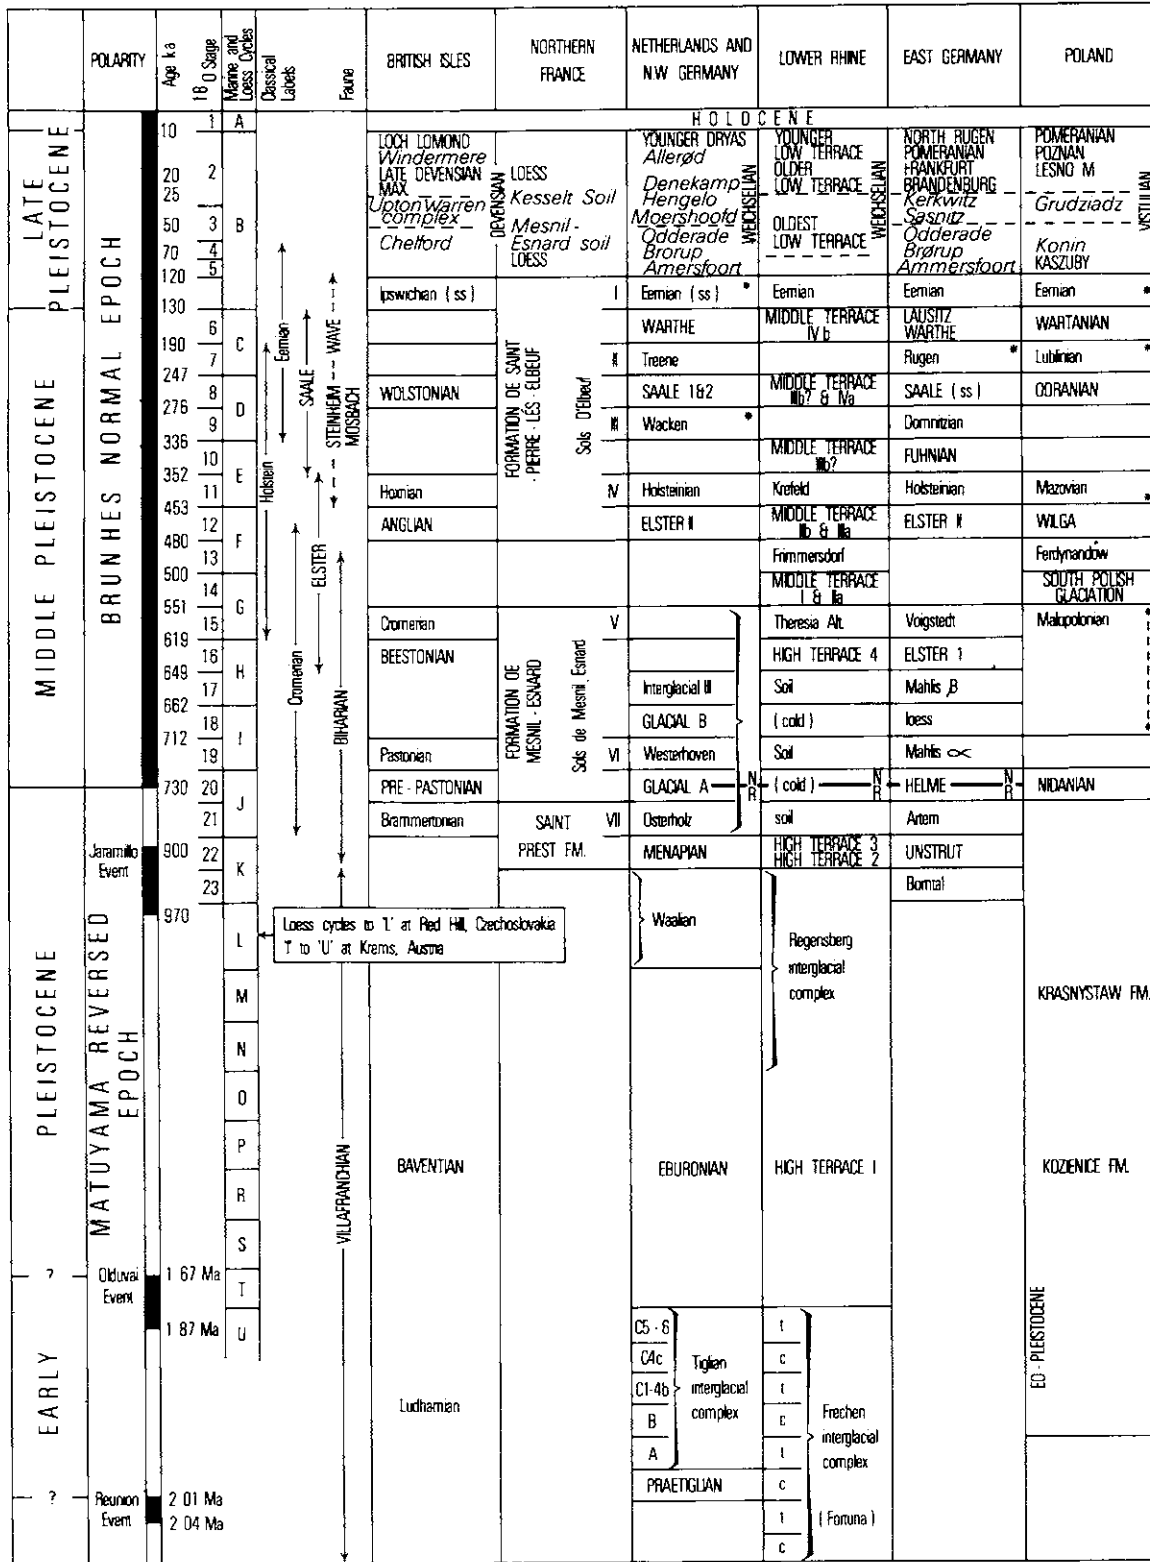 POLARITY
Age ka
18 O Stage
Marine and
Loess Cycles
Classical
Labels
Fauna
BRITISH ISLES
NORTHERN
FRANCE
NETHERLANDS AND
N.W. GERMANY
LOWER RHINE
EAST GERMANY
POLAND
HOLOCENE
LATE
PLEISTOCENE
MIDDLE PLEISTOCENE
PLEISTOCENE
EARLY
?
?
BRUNHES NORMAL EPOCH
MATUYAMA REVERSED
EPOCH
Jaramillo
Event
Olduvai
Event
Reunion
Event
10
20
25
50
70
120
130
190
247
276
336
352
453
480
500
551
619
649
662
712
730
900
970
1 67 Ma
1 87 Ma
2 01 Ma
2 04 Ma
1
2
3
4
5
6
7
8
9
10
11
12
13
14
15
16
17
18
19
20
21
22
23
A
B
C
D
E
F
G
H
I
J
K
L
M
N
O
P
R
S
T
U
Holstein
Eemian
Cromerian
SAALE
ELSTER
STEINHEIM — WAVE
MOSBACH
BIHARIAN
VILLAFRANCHIAN
Loess cycles to 'L' at Red Hill, Czechoslovakia
'I' to 'U' at Krems, Austria
LOCH LOMOND
Windermere
LATE DEVENSIAN
MAX
Upton Warren
complex
Chelford
DEVENSIAN
Ipswichian (ss)
WOLSTONIAN
Hoxnian
ANGLIAN
Cromerian
BEESTONIAN
Pastonian
PRE - PASTONIAN
Brammertonian
BAVENTIAN
Ludhamian
LOESS
Kesselt Soil
Mesnil -
Esnard soil
LOESS
FORMATION DE SAINT
- PIERRE - LÈS - ELBEUF
Sols D'Elbeuf
I
II
III
IV
FORMATION DE
MESNIL - ESNARD
Sols de Mesnil, Esnard
V
VI
VII
SAINT
PREST FM.
YOUNGER DRYAS
Allerød
Denekamp
Hengelo
Moershoofd
Odderade
Brorup
Amersfoort
WEICHSELIAN
Eemian (ss) *
WARTHE
Treene
SAALE 1&2
Wacken *
Holsteinian
ELSTER II
Interglacial III
GLACIAL B
Westerhoven
GLACIAL A
N
R
Osterholz
MENAPIAN
Waalian
EBURONIAN
C5 - 6
C4c
C1-4b
B
A
Tiglian
interglacial
complex
PRAETIGLIAN
YOUNGER
LOW TERRACE
OLDER
LOW TERRACE
OLDEST
LOW TERRACE
WEICHSELIAN
Eemian
MIDDLE TERRACE
IV b
MIDDLE TERRACE
IIIb? & IVa
MIDDLE TERRACE
IIIb?
Krefeld
MIDDLE TERRACE
IIb & IIIa
Frimmersdorf
MIDDLE TERRACE
I & IIa
Theresia Alt.
HIGH TERRACE 4
Soil
(cold)
Soil
(cold)
N
R
soil
HIGH TERRACE 3
HIGH TERRACE 2
Regensberg
interglacial
complex
HIGH TERRACE I
t
c
t
c
t
c
t
c
Frechen
interglacial
complex
(Fortuna)
NORTH RUGEN
POMERANIAN
FRANKFURT
BRANDENBURG
Kerkwitz
Sasnitz
Odderade
Brørup
Ammersfoort
Eemian
LAUSITZ
WARTHE
Rugen *
SAALE (ss)
Domnitzian
FUHNIAN
Holsteinian
ELSTER II
Voigstedt
ELSTER 1
Mahlis β
loess
Mahlis ∝
HELME
N
R
Artern
UNSTRUT
Borntal
POMERANIAN
POZNAN
LESNO M
Grudziadz
Konin
KASZUBY
VISTULIAN
Eemian *
WARTANIAN
Lublinian *
ODRANIAN
Mazovian *
WILGA
Ferdynandów
SOUTH POLISH
GLACIATION
Malopolonian *
*
NIDANIAN
KRASNYSTAW FM.
KOZIENICE FM.
EO - PLEISTOCENE